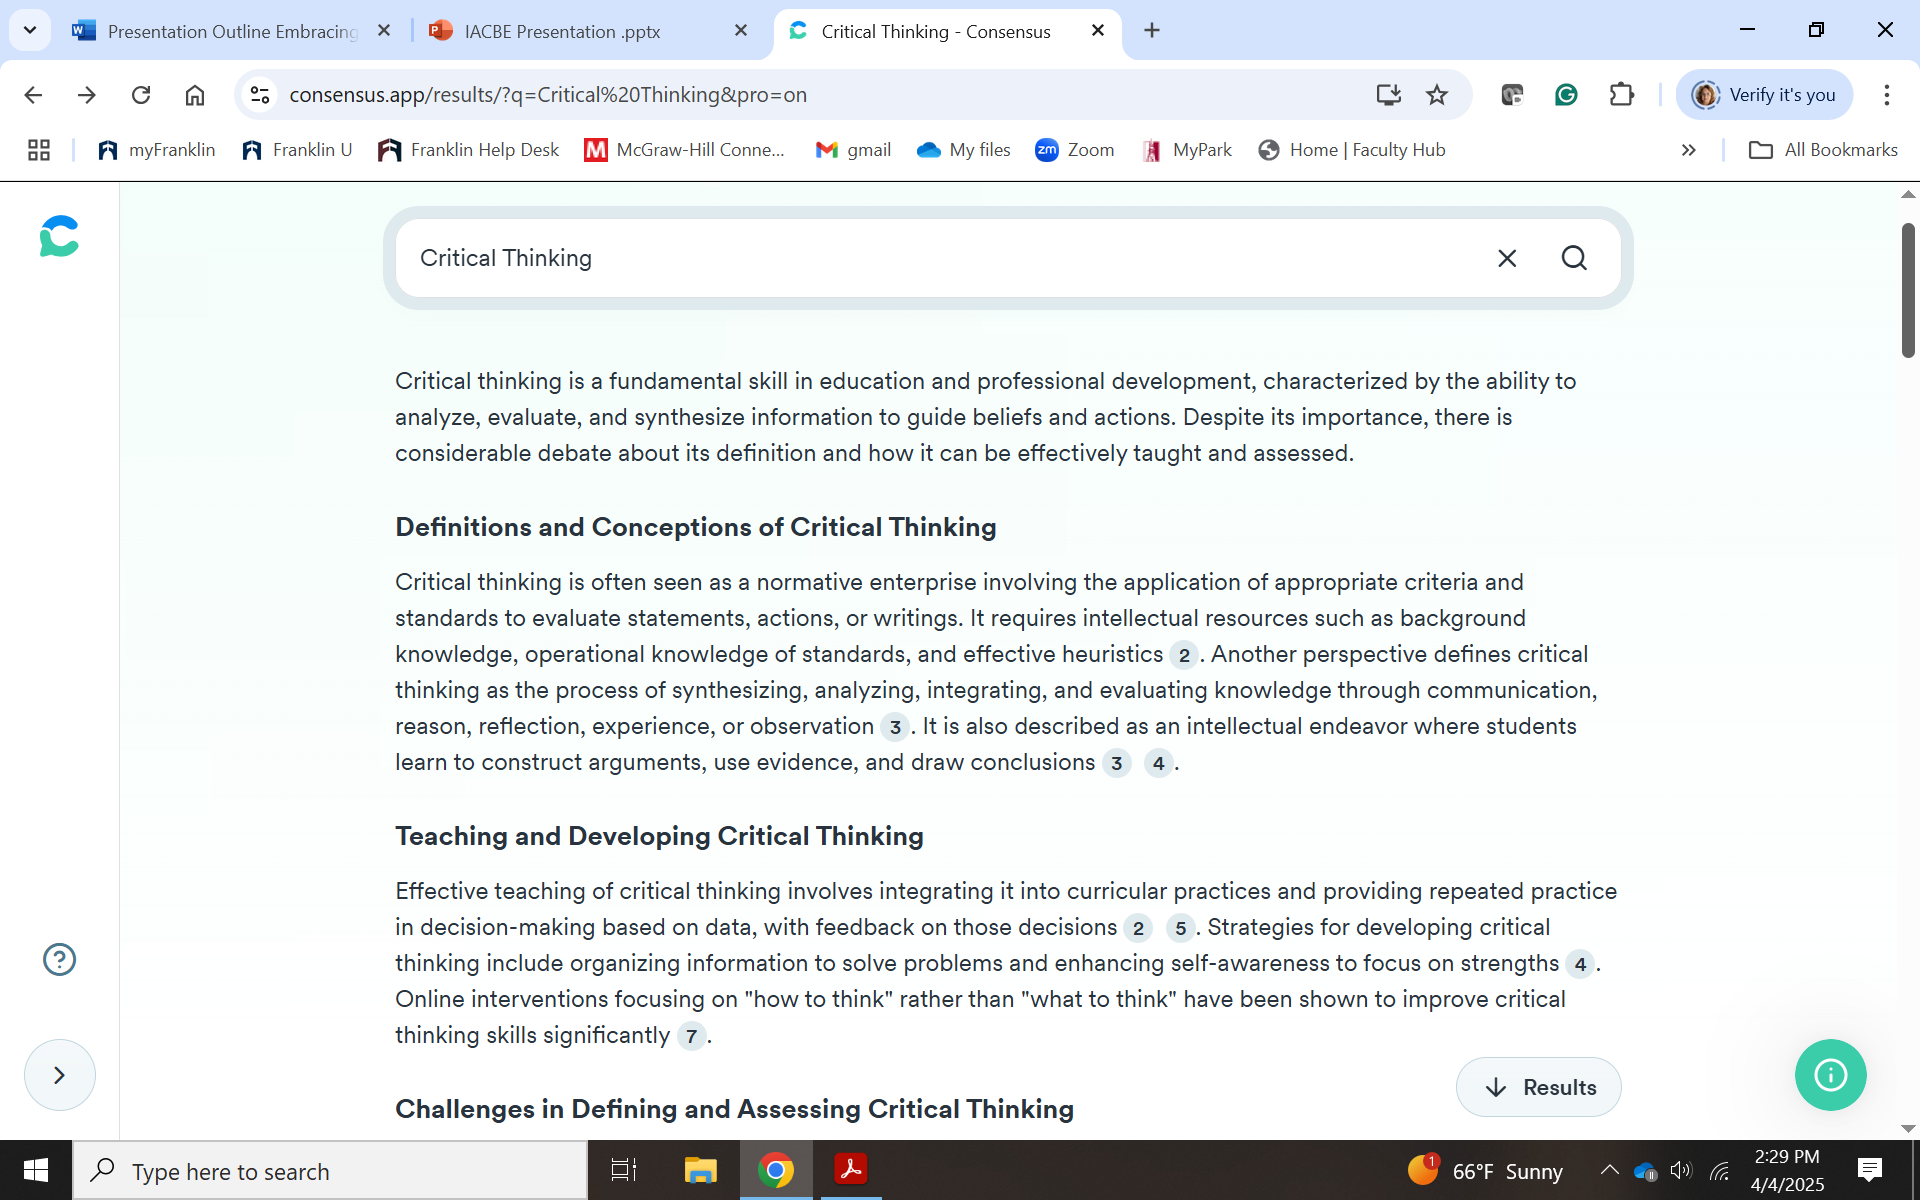 Presentation Outline Embracing
IACBE Presentation .pptx
Critical Thinking - Consensus
consensus.app/results/?q=Critical%20Thinking&pro=on
Verify it's you
myFranklin
Franklin U
Franklin Help Desk
McGraw-Hill Conne...
gmail
My files
zm
Zoom
MyPark
Home | Faculty Hub
All Bookmarks
Critical Thinking
Critical thinking is a fundamental skill in education and professional development, characterized by the ability to
analyze, evaluate, and synthesize information to guide beliefs and actions. Despite its importance, there is
considerable debate about its definition and how it can be effectively taught and assessed.
Definitions and Conceptions of Critical Thinking
Critical thinking is often seen as a normative enterprise involving the application of appropriate criteria and
standards to evaluate statements, actions, or writings. It requires intellectual resources such as background
knowledge, operational knowledge of standards, and effective heuristics 2 . Another perspective defines critical
thinking as the process of synthesizing, analyzing, integrating, and evaluating knowledge through communication,
reason, reflection, experience, or observation 3 . It is also described as an intellectual endeavor where students
learn to construct arguments, use evidence, and draw conclusions 3 4 .
Teaching and Developing Critical Thinking
Effective teaching of critical thinking involves integrating it into curricular practices and providing repeated practice
in decision-making based on data, with feedback on those decisions 2 5 . Strategies for developing critical
thinking include organizing information to solve problems and enhancing self-awareness to focus on strengths 4 .
Online interventions focusing on "how to think" rather than "what to think" have been shown to improve critical
thinking skills significantly 7 .
Results
Challenges in Defining and Assessing Critical Thinking
Type here to search
1
66°F Sunny
2:29 PM
4/4/2025